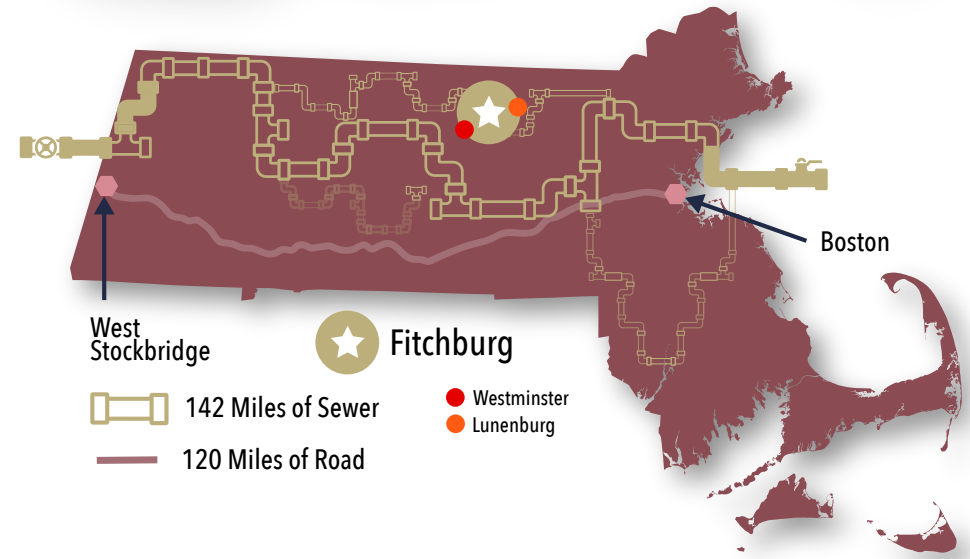 Boston
West
Stockbridge
Fitchburg
142 Miles of Sewer
120 Miles of Road
Westminster
Lunenburg